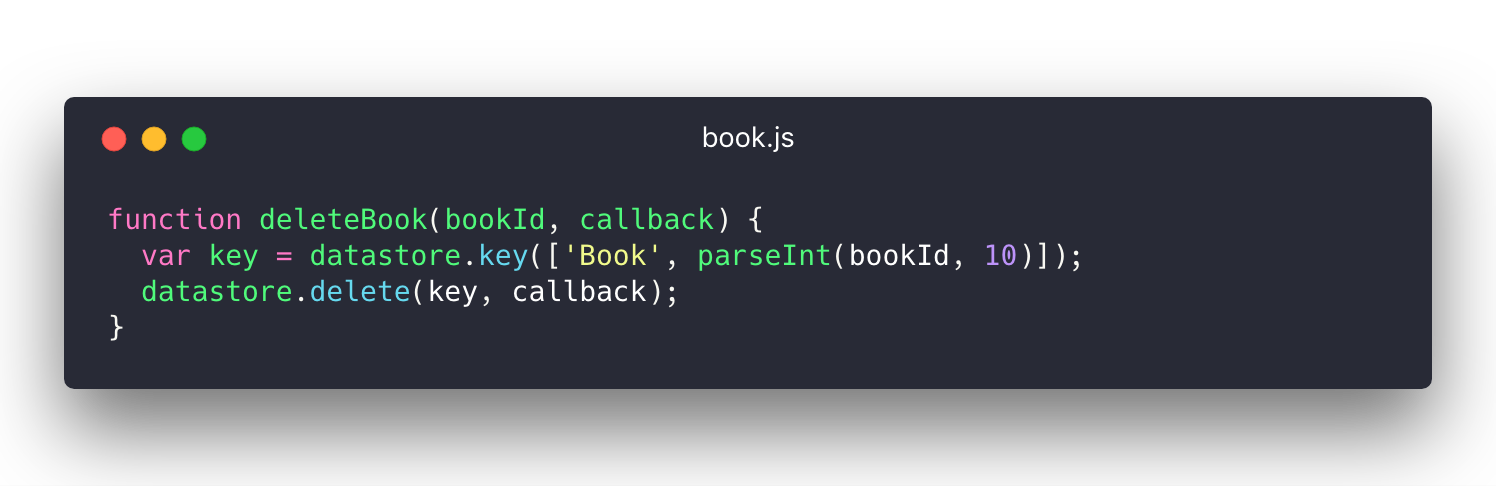 book.js
function deleteBook(bookId, callback) {
  var key = datastore.key(['Book', parseInt(bookId, 10)]);
  datastore.delete(key, callback);
}